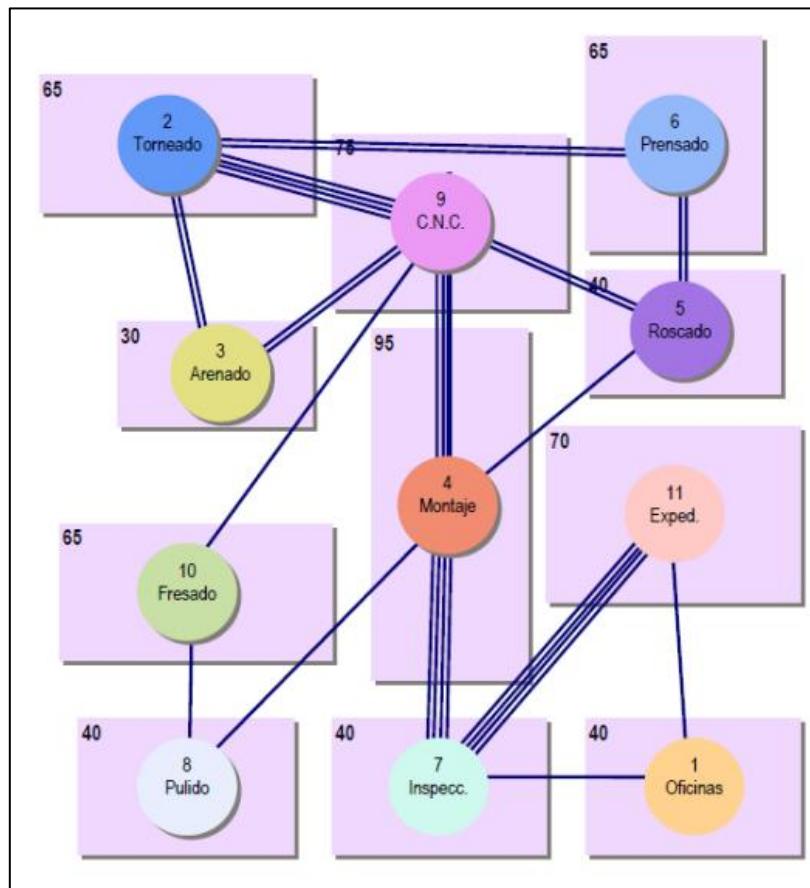 65
2
Torneado
65
6
Prensado
75
9
C.N.C.
40
5
Roscado
30
3
Arenado
95
4
Montaje
70
11
Exped.
65
10
Fresado
40
8
Pulido
40
7
Inspecc.
40
1
Oficinas